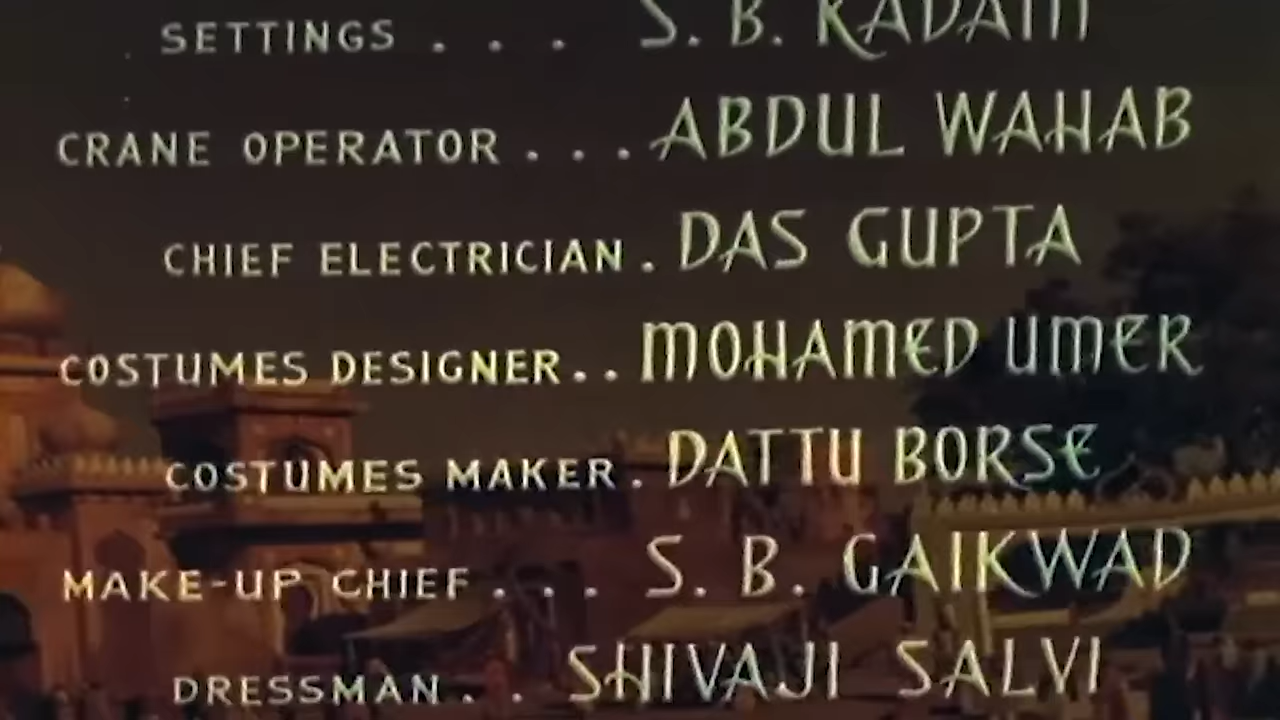 SETTINGS . . . S. B. KADAM
CRANE OPERATOR . . . ABDUL WAHAB
CHIEF ELECTRICIAN . DAS GUPTA
COSTUMES DESIGNER . . MOHAMED UMER
COSTUMES MAKER . DATTU BORSE
MAKE-UP CHIEF . . . S. B. GAIKWAD
DRESSMAN . . SHIVAJI SALVI